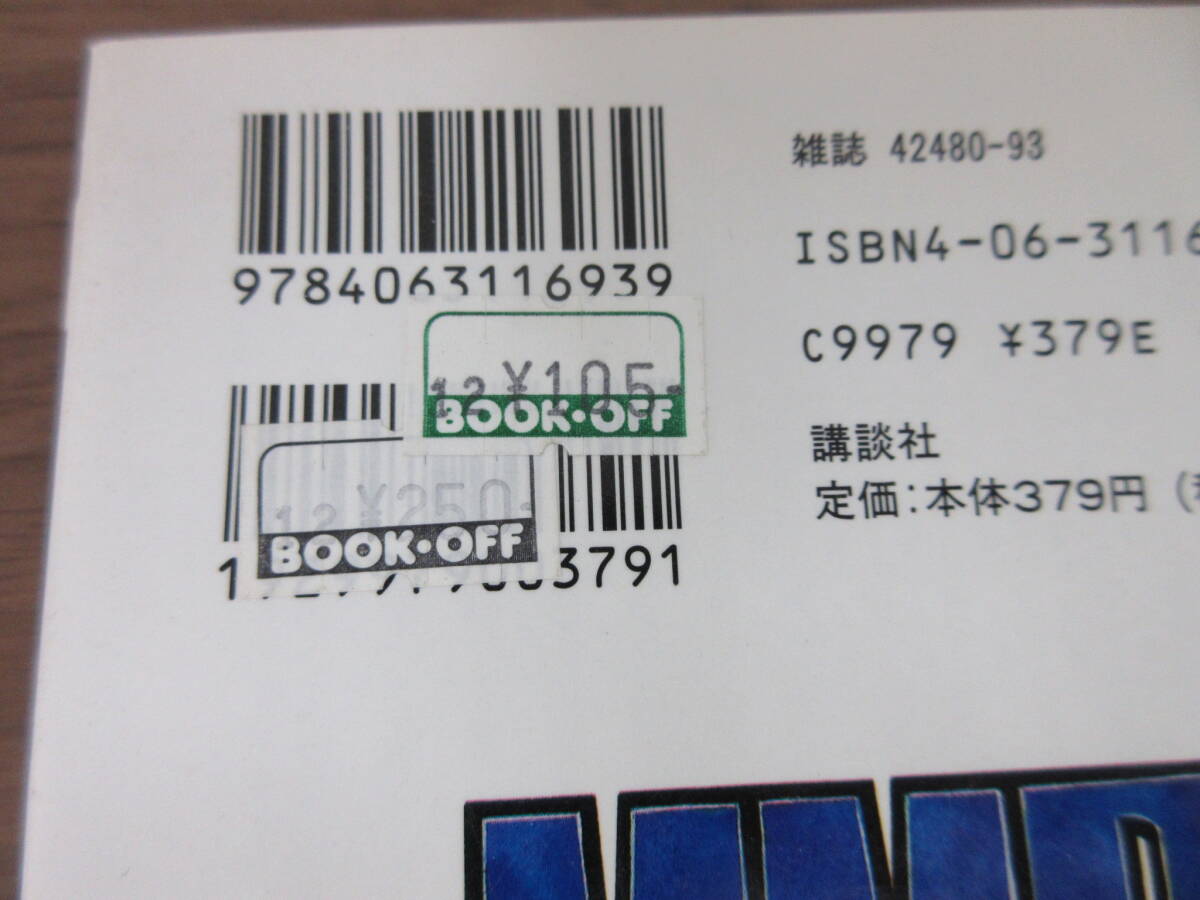 9784063116939
12 ¥105-
BOOK・OFF
12 ¥250-
BOOK・OFF
3791
雑誌 42480-93
ISBN4-06-3116
C9979 ¥379E
講談社
定価:本体379円
MMR